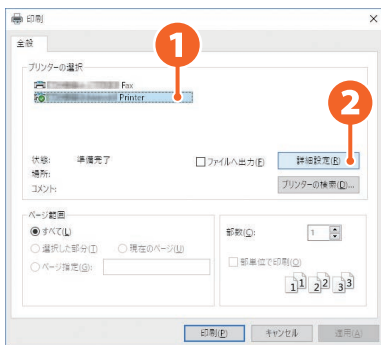 印刷
全般
プリンターの選択
Fax
Printer
1
2
状態: 準備完了
ファイルへ出力(F)
詳細設定(R)
場所:
プリンターの検索(D)...
コメント:
ページ範囲
すべて(L)
部数(C): 1
選択した部分(T) 現在のページ(U)
部単位で印刷(O)
ページ指定(G):
1 1 2 2 3 3
印刷(P) キャンセル 適用(A)